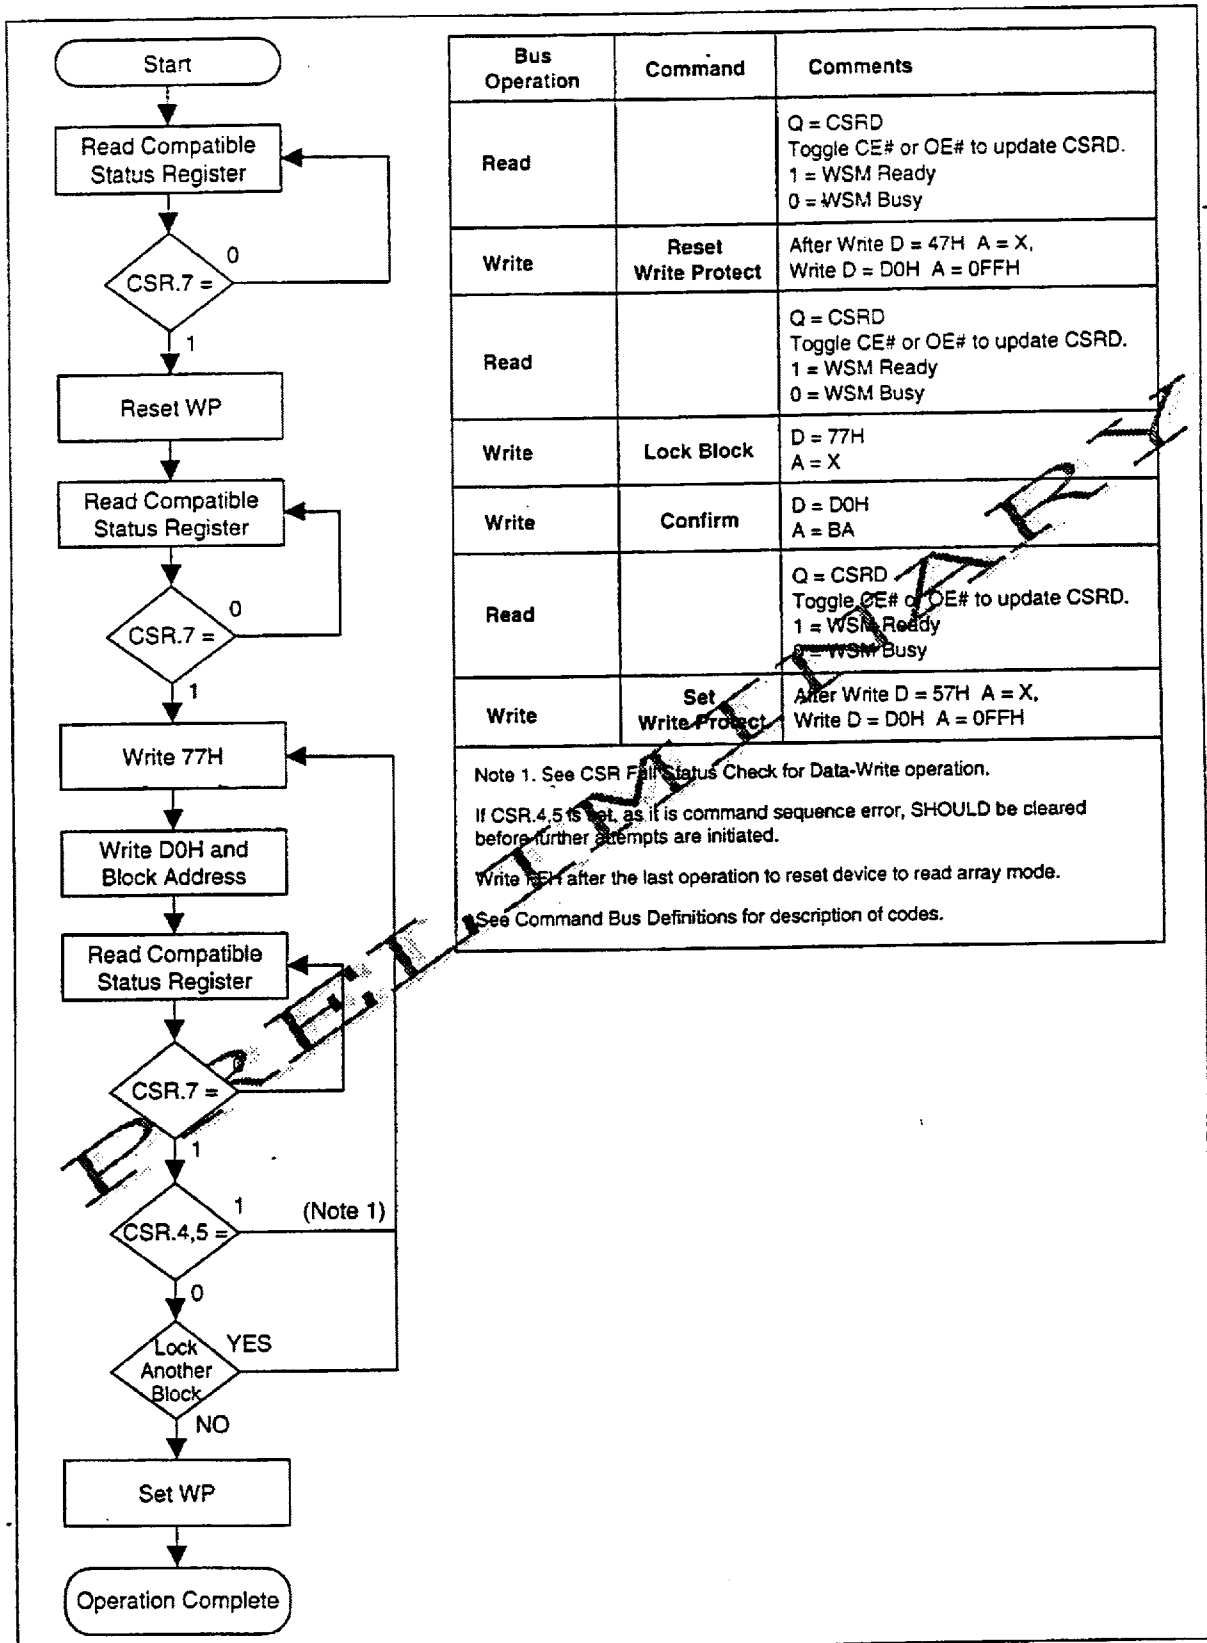 Start
Read Compatible
Status Register
0
CSR.7 =
1
Reset WP
Read Compatible
Status Register
0
CSR.7 =
1
Write 77H
Write D0H and
Block Address
Read Compatible
Status Register
CSR.7 =
1
1
(Note 1)
CSR.4,5 =
0
Lock
Another
Block
YES
NO
Set WP
Operation Complete
Bus
Operation
Command
Comments
Read
Q = CSRD
Toggle CE# or OE# to update CSRD.
1 = WSM Ready
0 = WSM Busy
Write
Reset
Write Protect
After Write D = 47H A = X,
Write D = D0H A = 0FFH
Read
Q = CSRD
Toggle CE# or OE# to update CSRD.
1 = WSM Ready
0 = WSM Busy
Write
Lock Block
D = 77H
A = X
Write
Confirm
D = D0H
A = BA
Read
Q = CSRD
Toggle CE# or OE# to update CSRD.
1 = WSM Ready
= WSM Busy
Write
Set
Write Protect
After Write D = 57H A = X,
Write D = D0H A = 0FFH
Note 1. See CSR Full Status Check for Data-Write operation.
If CSR.4,5 is set, as it is command sequence error, SHOULD be cleared
before further attempts are initiated.
Write after the last operation to reset device to read array mode.
See Command Bus Definitions for description of codes.
PRELIMINARY